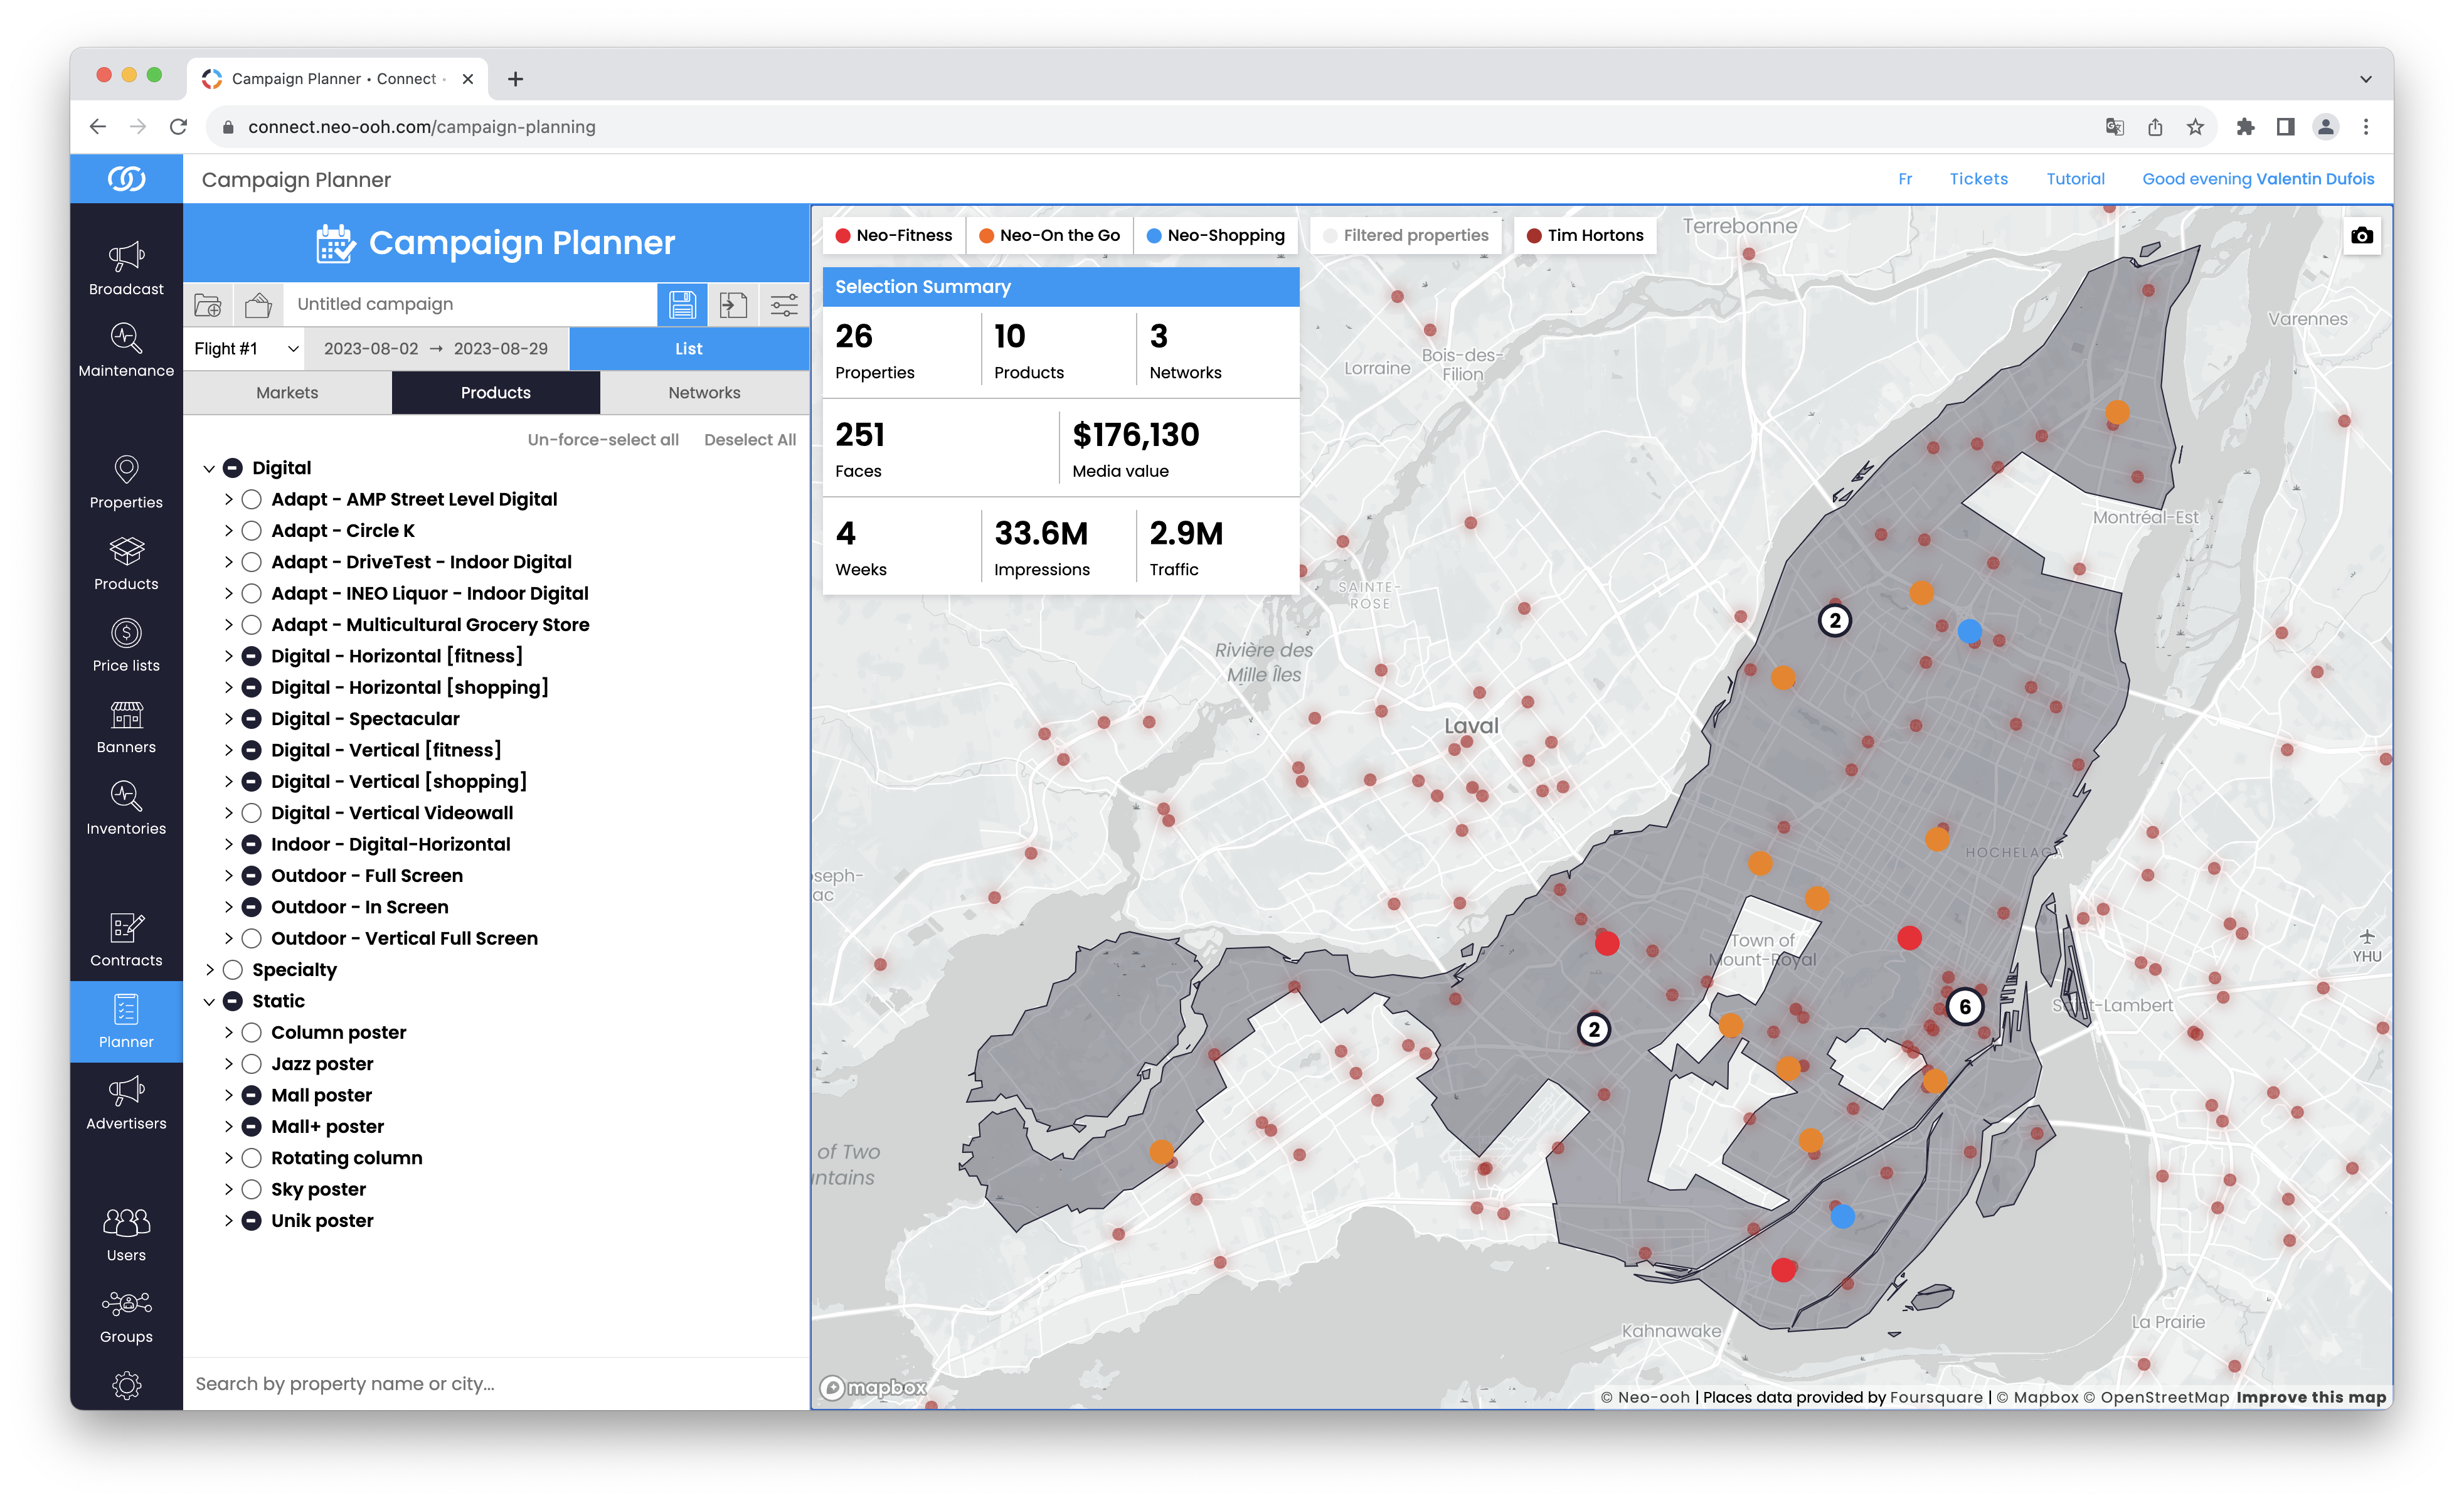 Campaign Planner • Connect •
connect.neo-ooh.com/campaign-planning
Campaign Planner
Fr
Tickets
Tutorial
Good evening Valentin Dufois
Broadcast
Maintenance
Properties
Products
Price lists
Banners
Inventories
Contracts
Planner
Advertisers
Users
Groups
Campaign Planner
Untitled campaign
Flight #1
2023-08-02 → 2023-08-29
List
Markets
Products
Networks
Un-force-select all
Deselect All
Digital
Adapt - AMP Street Level Digital
Adapt - Circle K
Adapt - DriveTest - Indoor Digital
Adapt - INEO Liquor - Indoor Digital
Adapt - Multicultural Grocery Store
Digital - Horizontal [fitness]
Digital - Horizontal [shopping]
Digital - Spectacular
Digital - Vertical [fitness]
Digital - Vertical [shopping]
Digital - Vertical Videowall
Indoor - Digital-Horizontal
Outdoor - Full Screen
Outdoor - In Screen
Outdoor - Vertical Full Screen
Specialty
Static
Column poster
Jazz poster
Mall poster
Mall+ poster
Rotating column
Sky poster
Unik poster
Search by property name or city...
Neo-Fitness
Neo-On the Go
Neo-Shopping
Filtered properties
Tim Hortons
Selection Summary
26
Properties
10
Products
3
Networks
251
Faces
$176,130
Media value
4
Weeks
33.6M
Impressions
2.9M
Traffic
Terrebonne
Varennes
Lorraine
Bois-des-
Filion
Montréal-Est
SAINTE-
ROSE
2
Rivière des
Mille Îles
Laval
HOCHELAGA
oseph-
ac
Town of
Mount-Royal
YHU
6
Saint-Lambert
2
of Two
untains
Kahnawake
La Prairie
mapbox
© Neo-ooh | Places data provided by Foursquare | © Mapbox © OpenStreetMap Improve this map